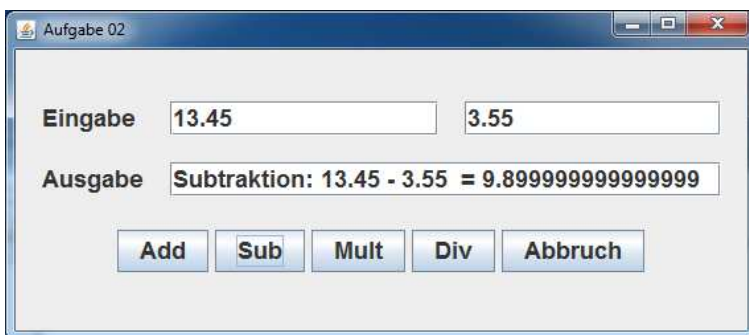 Aufgabe 02
Eingabe 13.45 3.55
Ausgabe Subtraktion: 13.45 - 3.55 = 9.899999999999999
Add Sub Mult Div Abbruch